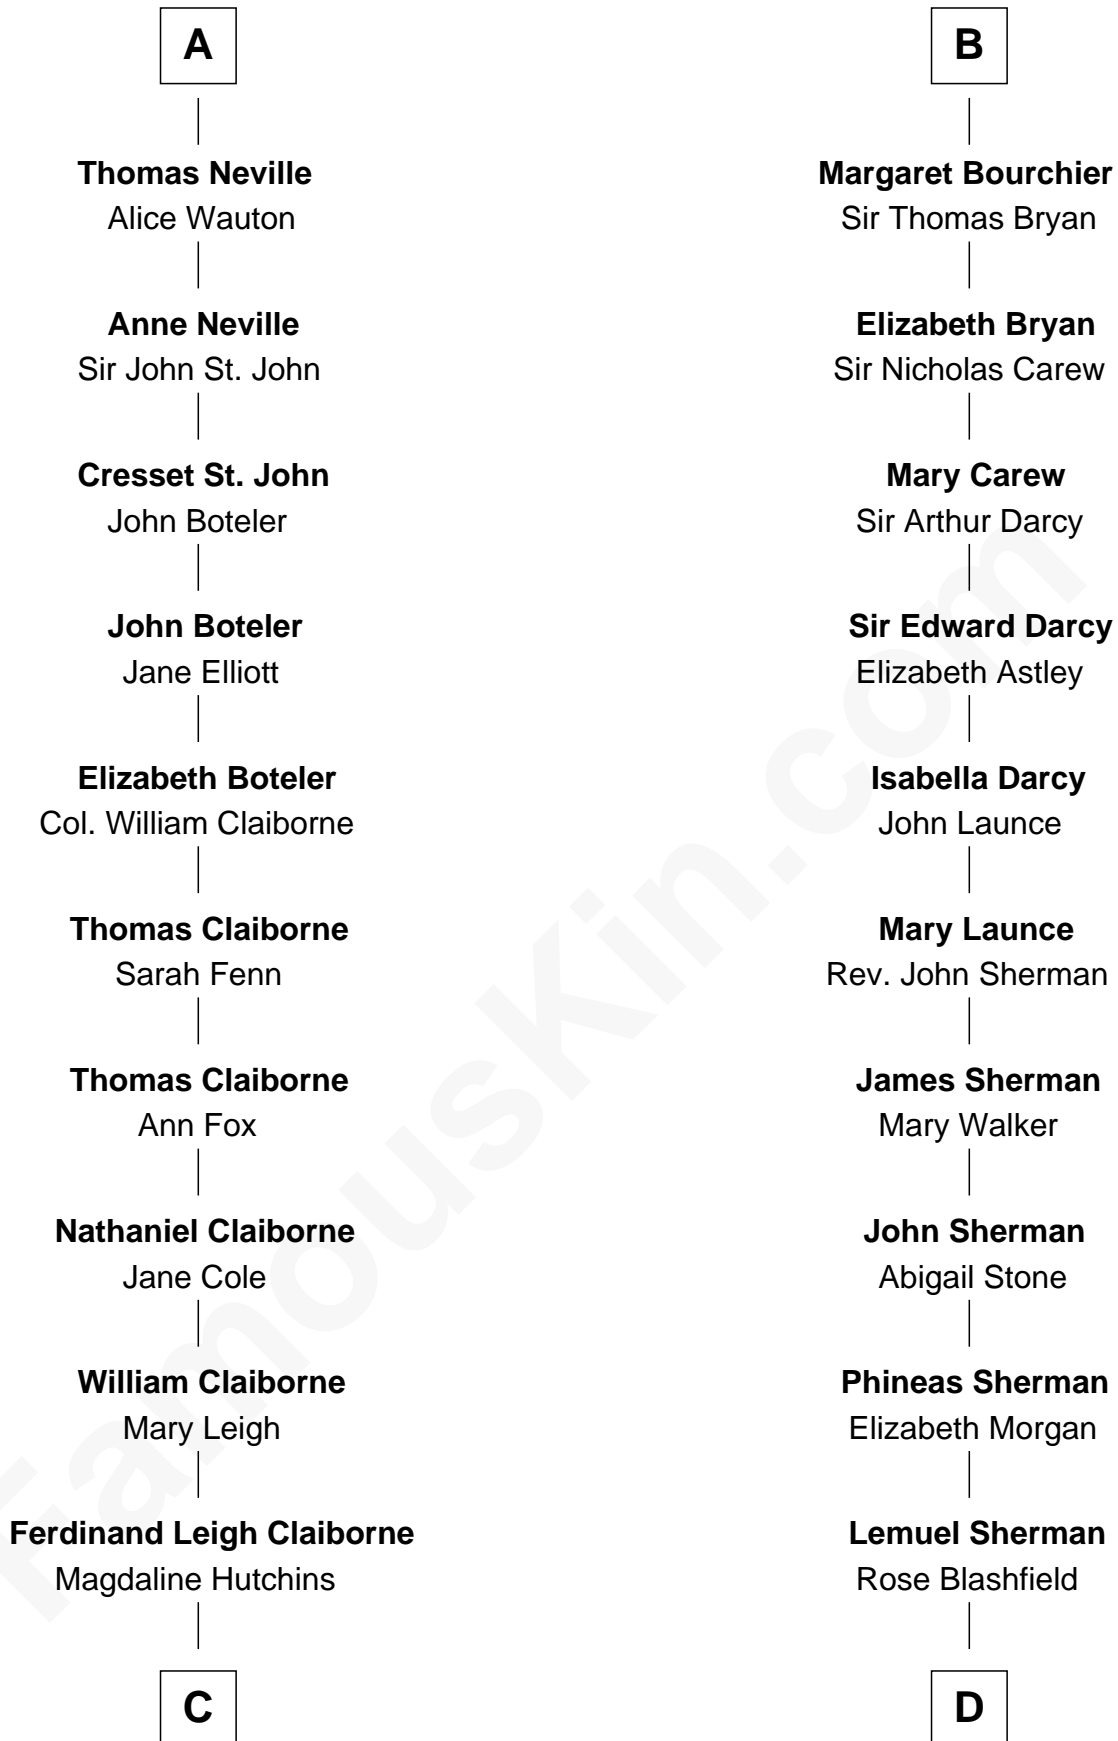 A
Thomas Neville
Alice Wauton
Anne Neville
Sir John St. John
Cresset St. John
John Boteler
John Boteler
Jane Elliott
Elizabeth Boteler
Col. William Claiborne
Thomas Claiborne
Sarah Fenn
Thomas Claiborne
Ann Fox
Nathaniel Claiborne
Jane Cole
William Claiborne
Mary Leigh
Ferdinand Leigh Claiborne
Magdaline Hutchins
C
B
Margaret Bourchier
Sir Thomas Bryan
Elizabeth Bryan
Sir Nicholas Carew
Mary Carew
Sir Arthur Darcy
Sir Edward Darcy
Elizabeth Astley
Isabella Darcy
John Launce
Mary Launce
Rev. John Sherman
James Sherman
Mary Walker
John Sherman
Abigail Stone
Phineas Sherman
Elizabeth Morgan
Lemuel Sherman
Rose Blashfield
D
FamousKin.com